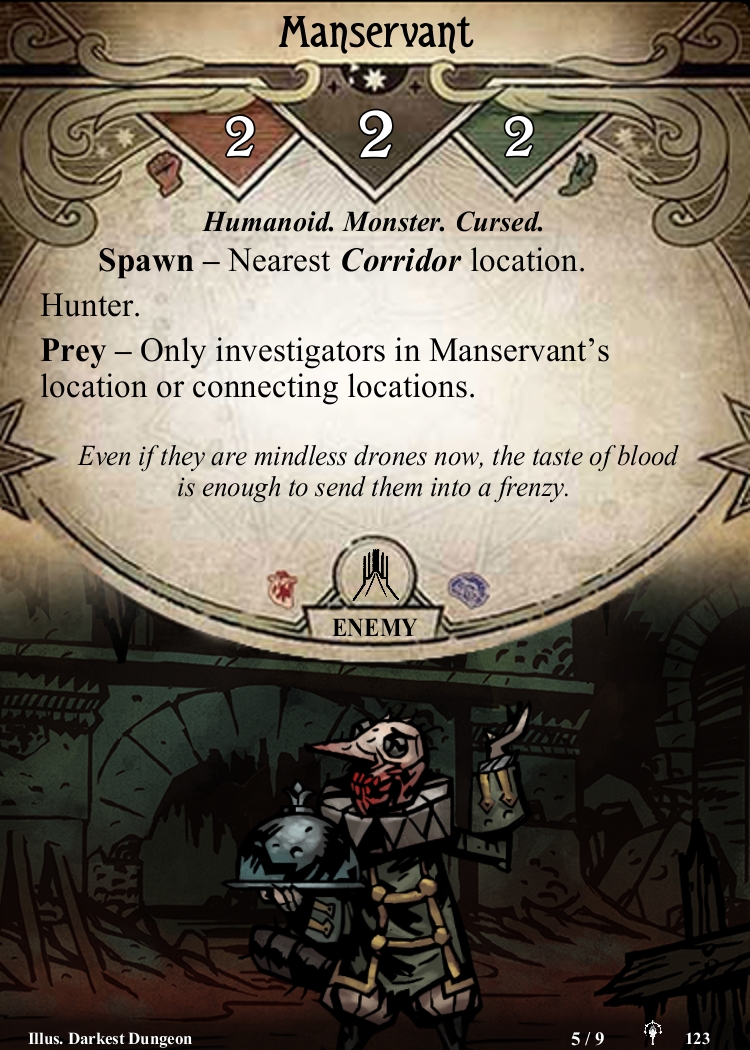 Manservant
2 2 2
Humanoid. Monster. Cursed.
Spawn – Nearest Corridor location.
Hunter.
Prey – Only investigators in Manservant’s
location or connecting locations.
Even if they are mindless drones now, the taste of blood
is enough to send them into a frenzy.
ENEMY
Illus. Darkest Dungeon 5 / 9 123